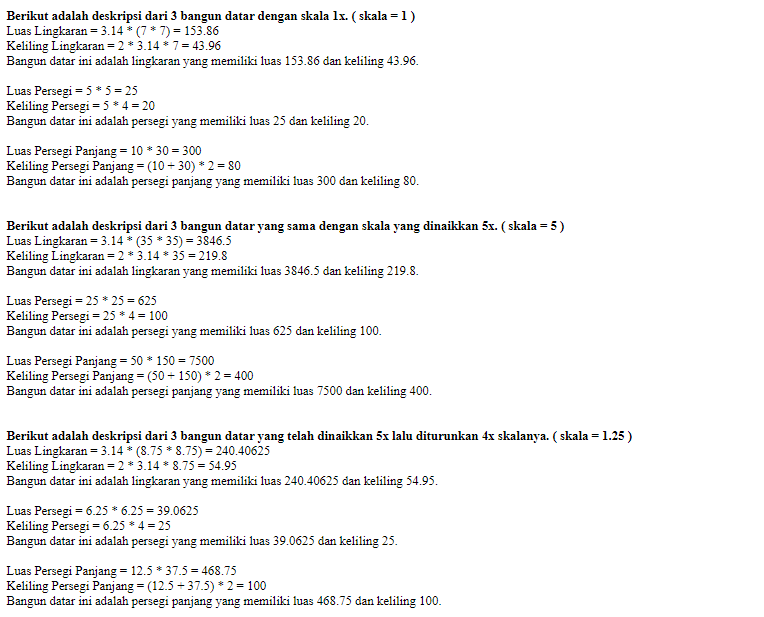 Berikut adalah deskripsi dari 3 bangun datar dengan skala 1x. ( skala = 1 )
Luas Lingkaran = 3.14 * (7 * 7) = 153.86
Keliling Lingkaran = 2 * 3.14 * 7 = 43.96
Bangun datar ini adalah lingkaran yang memiliki luas 153.86 dan keliling 43.96.
Luas Persegi = 5 * 5 = 25
Keliling Persegi = 5 * 4 = 20
Bangun datar ini adalah persegi yang memiliki luas 25 dan keliling 20.
Luas Persegi Panjang = 10 * 30 = 300
Keliling Persegi Panjang = (10 + 30) * 2 = 80
Bangun datar ini adalah persegi panjang yang memiliki luas 300 dan keliling 80.
Berikut adalah deskripsi dari 3 bangun datar yang sama dengan skala yang dinaikkan 5x. ( skala = 5 )
Luas Lingkaran = 3.14 * (35 * 35) = 3846.5
Keliling Lingkaran = 2 * 3.14 * 35 = 219.8
Bangun datar ini adalah lingkaran yang memiliki luas 3846.5 dan keliling 219.8.
Luas Persegi = 25 * 25 = 625
Keliling Persegi = 25 * 4 = 100
Bangun datar ini adalah persegi yang memiliki luas 625 dan keliling 100.
Luas Persegi Panjang = 50 * 150 = 7500
Keliling Persegi Panjang = (50 + 150) * 2 = 400
Bangun datar ini adalah persegi panjang yang memiliki luas 7500 dan keliling 400.
Berikut adalah deskripsi dari 3 bangun datar yang telah dinaikkan 5x lalu diturunkan 4x skalanya. ( skala = 1.25 )
Luas Lingkaran = 3.14 * (8.75 * 8.75) = 240.40625
Keliling Lingkaran = 2 * 3.14 * 8.75 = 54.95
Bangun datar ini adalah lingkaran yang memiliki luas 240.40625 dan keliling 54.95.
Luas Persegi = 6.25 * 6.25 = 39.0625
Keliling Persegi = 6.25 * 4 = 25
Bangun datar ini adalah persegi yang memiliki luas 39.0625 dan keliling 25.
Luas Persegi Panjang = 12.5 * 37.5 = 468.75
Keliling Persegi Panjang = (12.5 + 37.5) * 2 = 100
Bangun datar ini adalah persegi panjang yang memiliki luas 468.75 dan keliling 100.